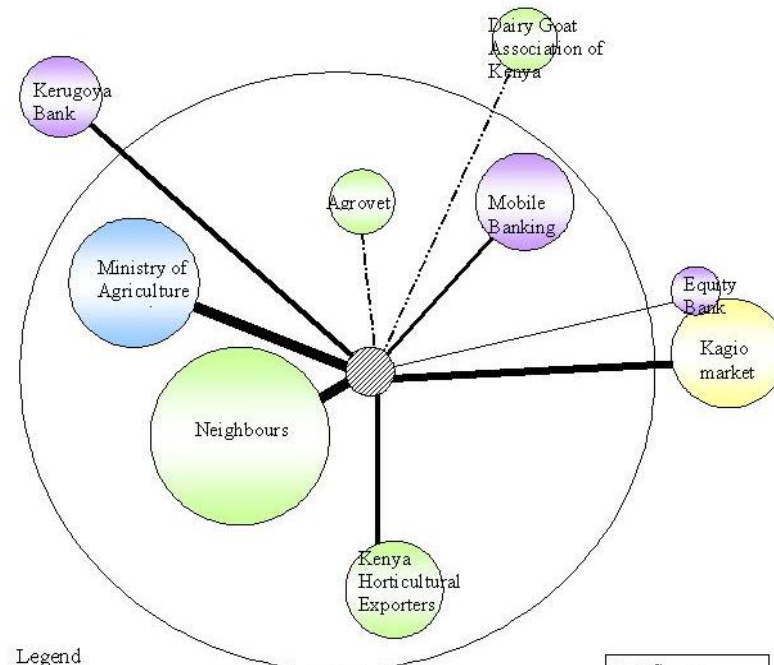 Dairy Goat
Association of
Kenya
Kerugoya
Bank
Agrovet
Mobile
Banking
Ministry of
Agriculture
Equity
Bank
Kagio
market
Neighbours
Kenya
Horticultural
Exporters
Legend